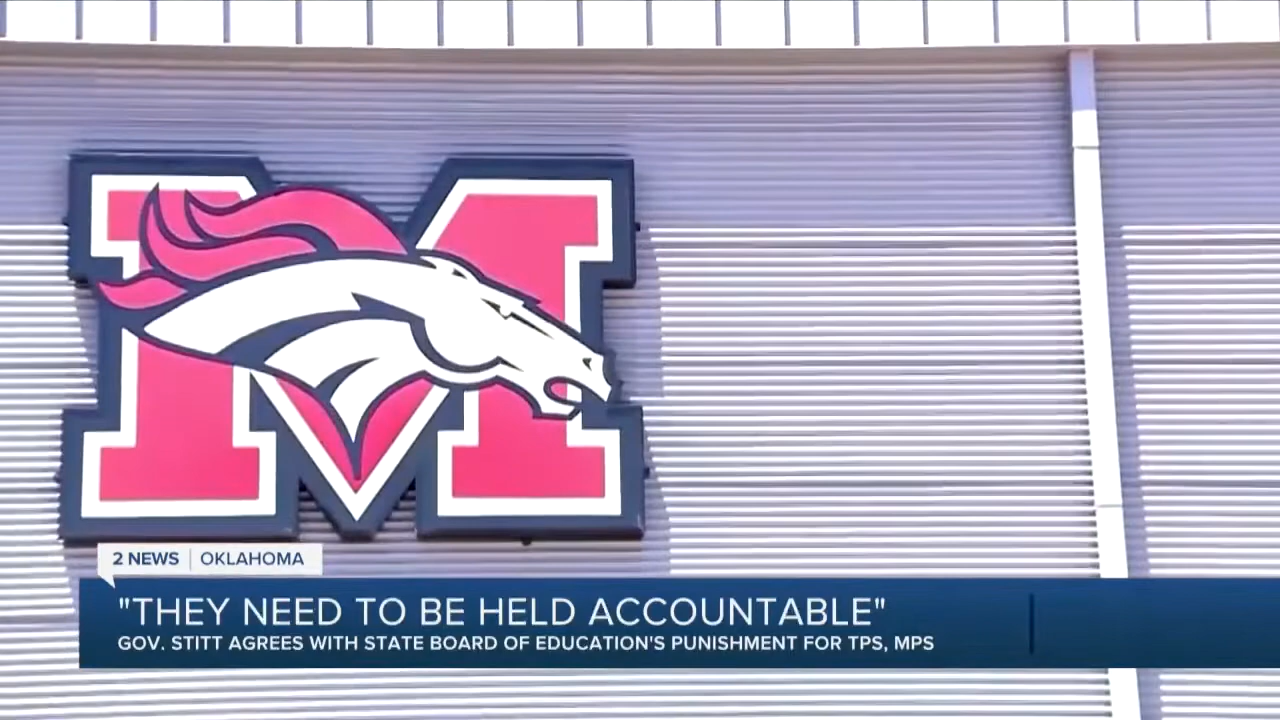 M
2 NEWS | OKLAHOMA
"THEY NEED TO BE HELD ACCOUNTABLE"
GOV. STITT AGREES WITH STATE BOARD OF EDUCATION'S PUNISHMENT FOR TPS, MPS